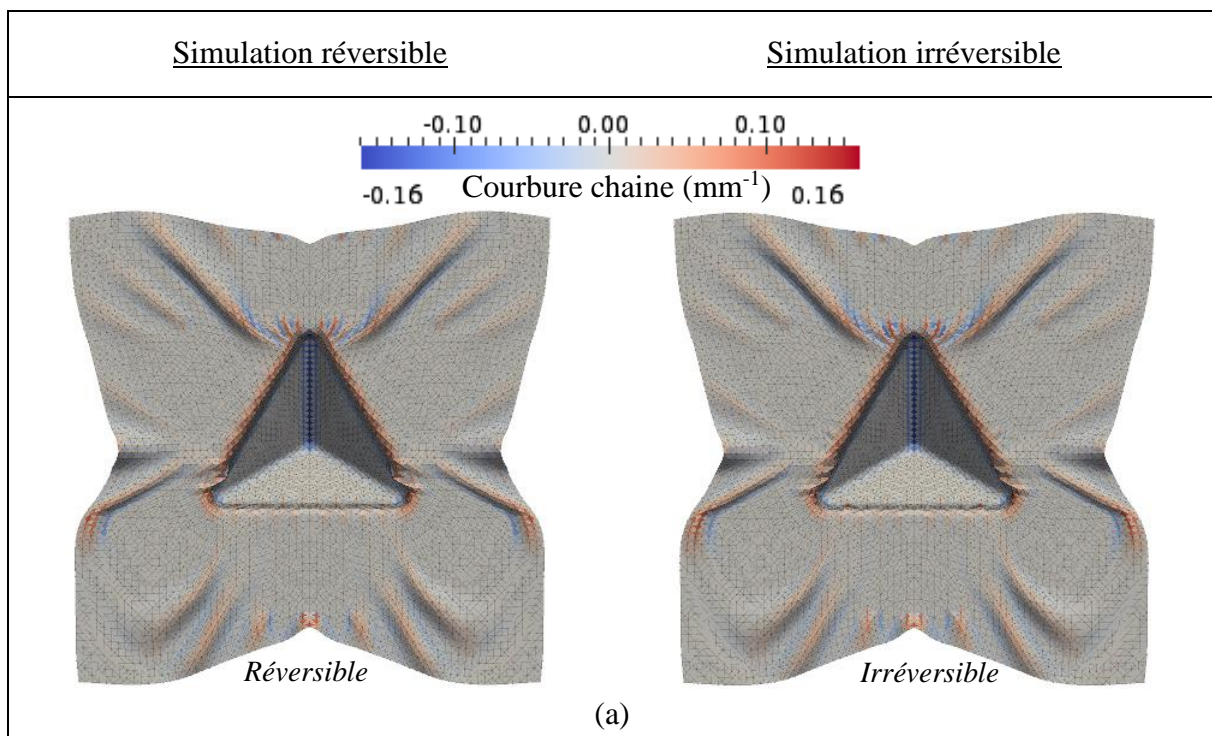 Simulation réversible
Simulation irréversible
-0.10 0.00 0.10
Courbure chaine (mm-1)
-0.16 0.16
Réversible
Irréversible
(a)